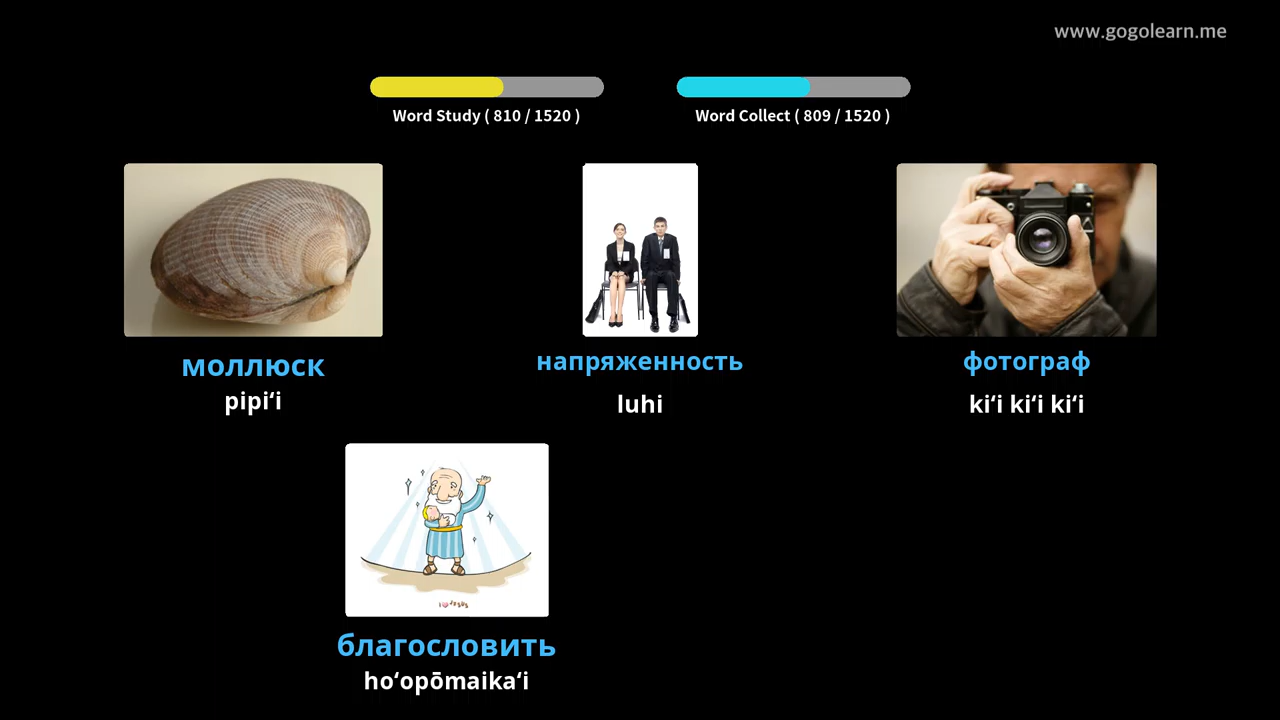 www.gogolearn.me
Word Study ( 810 / 1520 )
Word Collect ( 809 / 1520 )
моллюск
pipiʻi
напряженность
luhi
фотограф
kiʻi kiʻi kiʻi
I ❤ JESUS
благословить
hoʻopōmaikaʻi